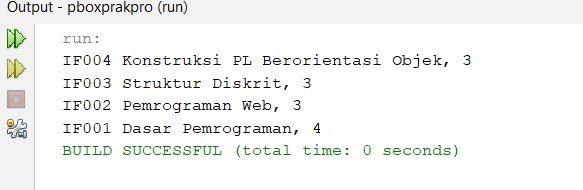 Output - pboxprakpro (run)
run:
IF004 Konstruksi PL Berorientasi Objek, 3
IF003 Struktur Diskrit, 3
IF002 Pemrograman Web, 3
IF001 Dasar Pemrograman, 4
BUILD SUCCESSFUL (total time: 0 seconds)